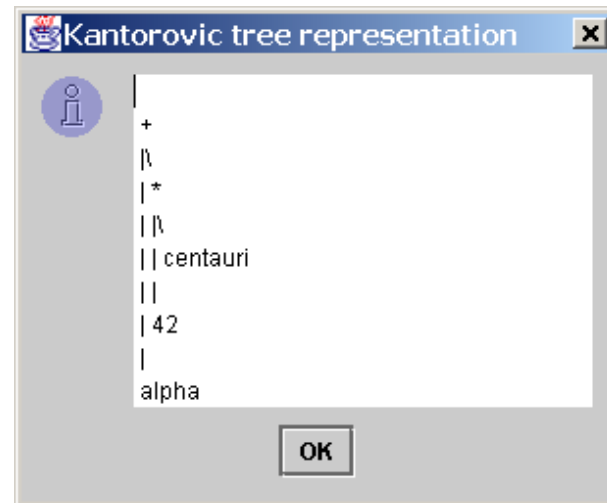 Kantorovic tree representation
+
|\
| *
| |\
| | centauri
| |
| 42
|
alpha
OK